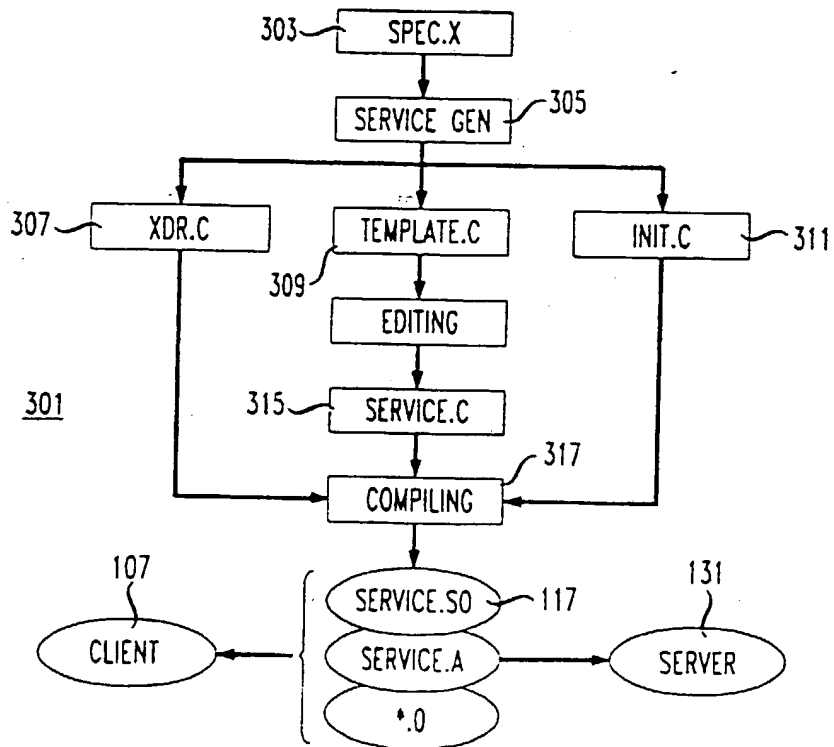 303
SPEC.X
SERVICE GEN
305
307
XDR.C
TEMPLATE.C
309
INIT.C
311
EDITING
301
315
SERVICE.C
317
COMPILING
107
SERVICE.SO
117
131
CLIENT
SERVICE.A
SERVER
*.O